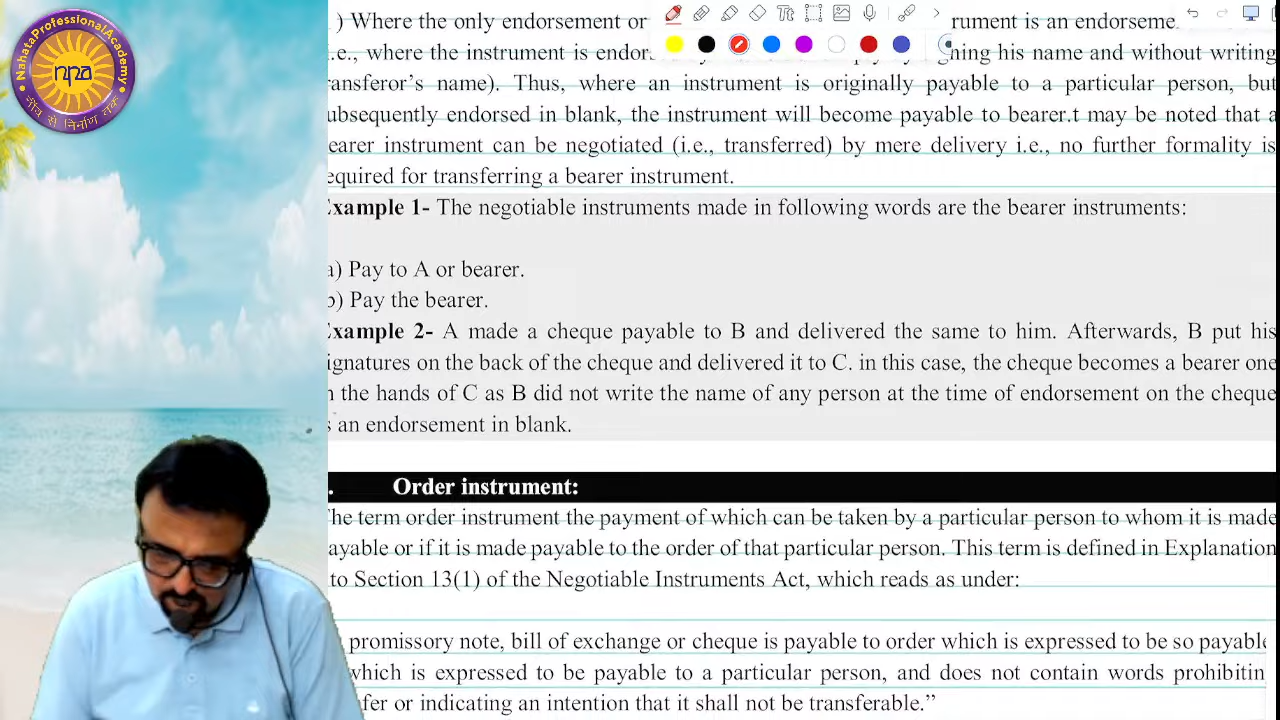 NahataProfessionalAcademy
npa
नींव से निर्माण तक
) Where the only endorsement or rument is an endorseme
.e., where the instrument is endor his name and without writing
ransferor's name). Thus, where an instrument is originally payable to a particular person, but
ubsequently endorsed in blank, the instrument will become payable to bearer.t may be noted that a
earer instrument can be negotiated (i.e., transferred) by mere delivery i.e., no further formality is
equired for transferring a bearer instrument.
Example 1- The negotiable instruments made in following words are the bearer instruments:
a) Pay to A or bearer.
b) Pay the bearer.
Example 2- A made a cheque payable to B and delivered the same to him. Afterwards, B put his
ignatures on the back of the cheque and delivered it to C. in this case, the cheque becomes a bearer one
n the hands of C as B did not write the name of any person at the time of endorsement on the cheque
s an endorsement in blank.
. Order instrument:
The term order instrument the payment of which can be taken by a particular person to whom it is made
ayable or if it is made payable to the order of that particular person. This term is defined in Explanation
to Section 13(1) of the Negotiable Instruments Act, which reads as under:
promissory note, bill of exchange or cheque is payable to order which is expressed to be so payable
which is expressed to be payable to a particular person, and does not contain words prohibitin
fer or indicating an intention that it shall not be transferable.”